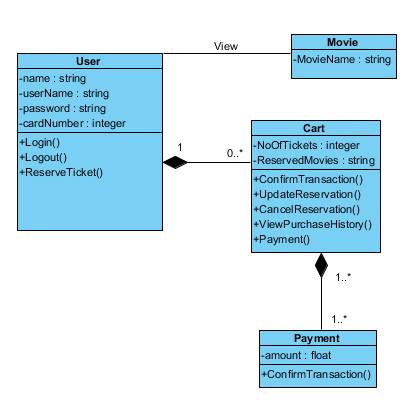 User
-name : string
-userName : string
-password : string
-cardNumber : integer
+Login()
+Logout()
+ReserveTicket()
View
Movie
-MovieName : string
1
0..*
Cart
-NoOfTickets : integer
-ReservedMovies : string
+ConfirmTransaction()
+UpdateReservation()
+CancelReservation()
+ViewPurchaseHistory()
+Payment()
1..*
1..*
Payment
-amount : float
+ConfirmTransaction()